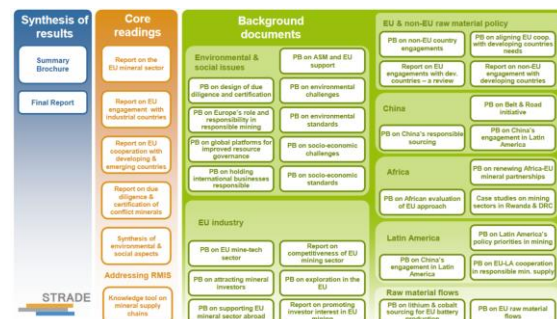 Synthesis of
results
Summary
Brochure
Final Report
STRADE
Core
readings
Report on the
EU mineral sector
Report on EU
engagement with
industrial countries
Report on EU
cooperation with
developing &
emerging countries
Report on due
diligence &
certification of
conflict minerals
Synthesis of
environmental &
social aspects
Addressing RMIS
Knowledge tool on
mineral supply
chains
Background
documents
Environmental &
social issues
PB on ASM and EU
support
PB on design of due
diligence and certification
PB on environmental
challenges
PB on Europe's role and
responsibility in
responsible mining
PB on environmental
standards
PB on global platforms
for improved resource
governance
PB on socio-economic
challenges
PB on holding
international businesses
responsible
PB on socio-economic
standards
EU industry
PB on EU mine-tech
sector
Report on
competitiveness of EU
mining sector
PB on attracting mineral
investors
PB on exploration in
the EU
PB on supporting EU
mineral sector abroad
Report on promoting
investor interest in EU
mining
EU & non-EU raw material policy
PB on non-EU country
engagements
PB on aligning EU coop.
with developing countries
needs
Report on EU
engagements with dev.
countries – a review
Report on non-EU
engagement with
developing countries
China
PB on Belt & Road
initiative
PB on China's responsible
sourcing
PB on China's
engagement in Latin
America
Africa
PB on renewing Africa-EU
mineral partnerships
PB on African evaluation
of EU approach
Case studies on mining
sectors in Rwanda & DRC
Latin America
PB on Latin America's
policy priorities in mining
PB on China's
engagement in Latin
America
PB on EU-LA cooperation
in responsible min. supply
Raw material flows
PB on lithium & cobalt
sourcing for EU battery
production
PB on EU raw material
flows